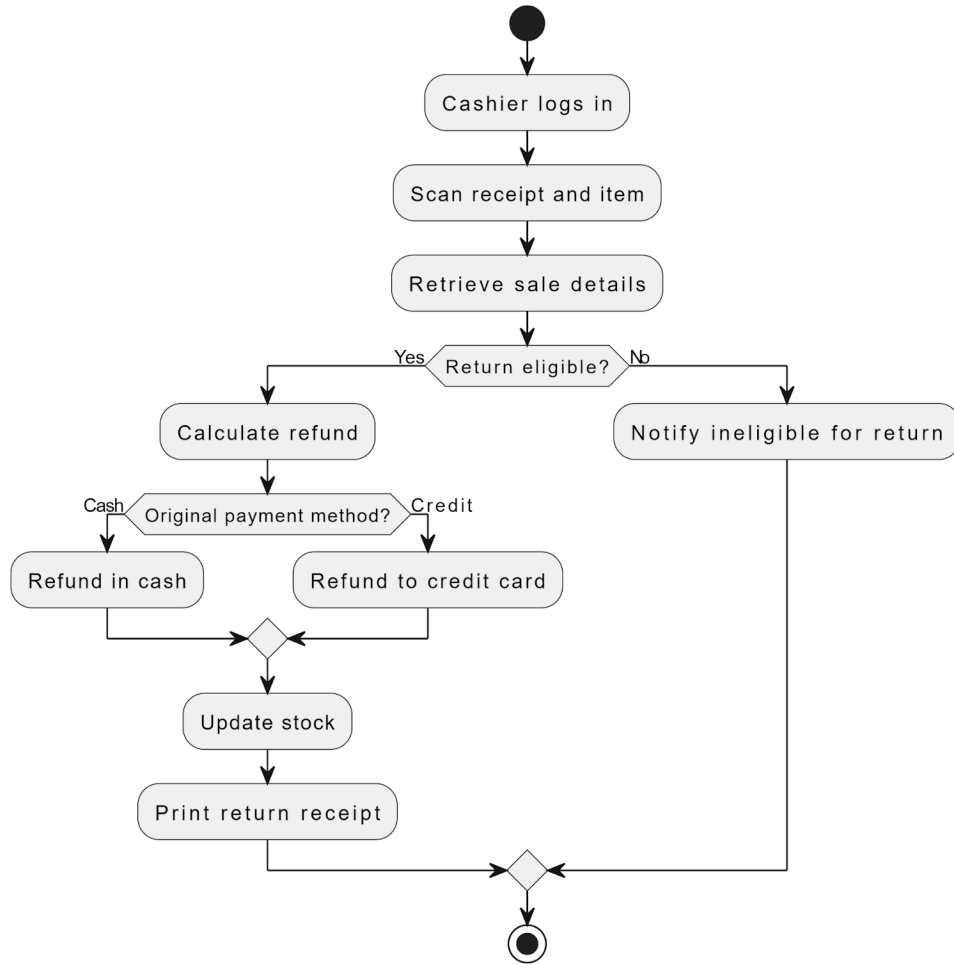 Cashier logs in
Scan receipt and item
Retrieve sale details
Yes
Return eligible?
No
Calculate refund
Notify ineligible for return
Cash
Original payment method?
Credit
Refund in cash
Refund to credit card
Update stock
Print return receipt